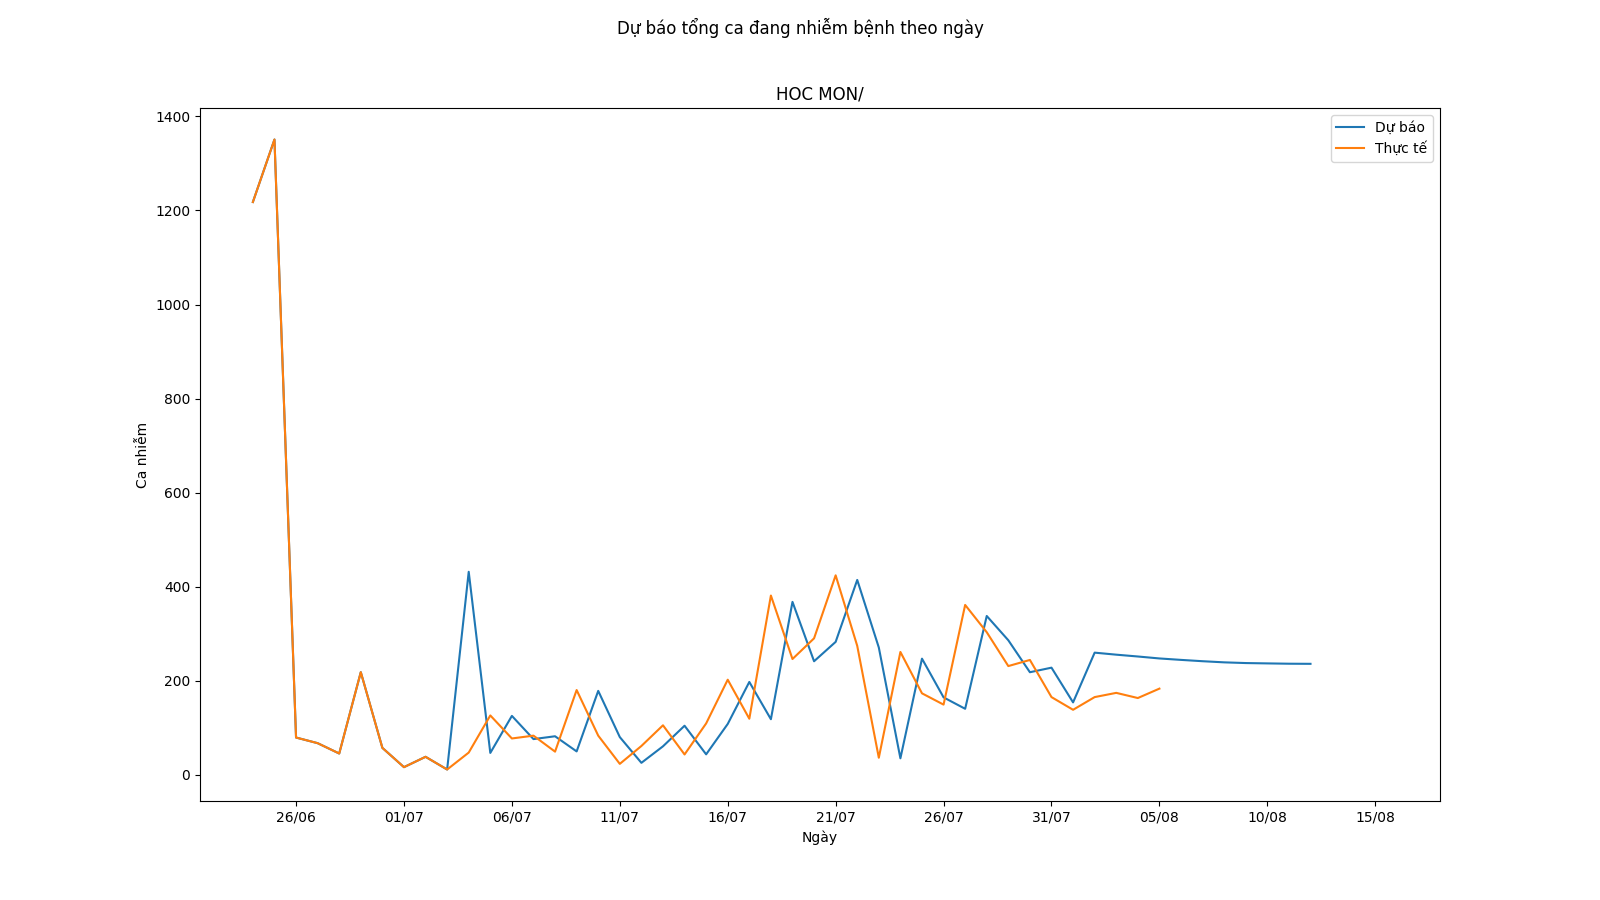 Dự báo tổng ca đang nhiễm bệnh theo ngày
HOC MON/
Dự báo
Thực tế
Ca nhiễm
1400
1200
1000
800
600
400
200
0
26/06 01/07 06/07 11/07 16/07 21/07 26/07 31/07 05/08 10/08 15/08
Ngày